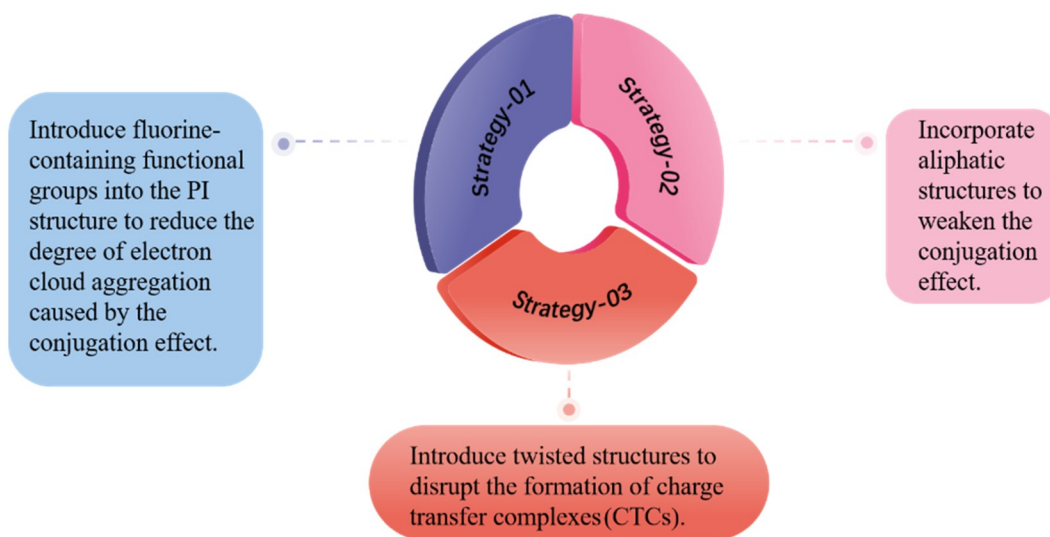 Strategy-01
Strategy-02
Strategy-03
Introduce fluorine-
containing functional
groups into the PI
structure to reduce the
degree of electron
cloud aggregation
caused by the
conjugation effect.
Incorporate
aliphatic
structures to
weaken the
conjugation
effect.
Introduce twisted structures to
disrupt the formation of charge
transfer complexes(CTCs).